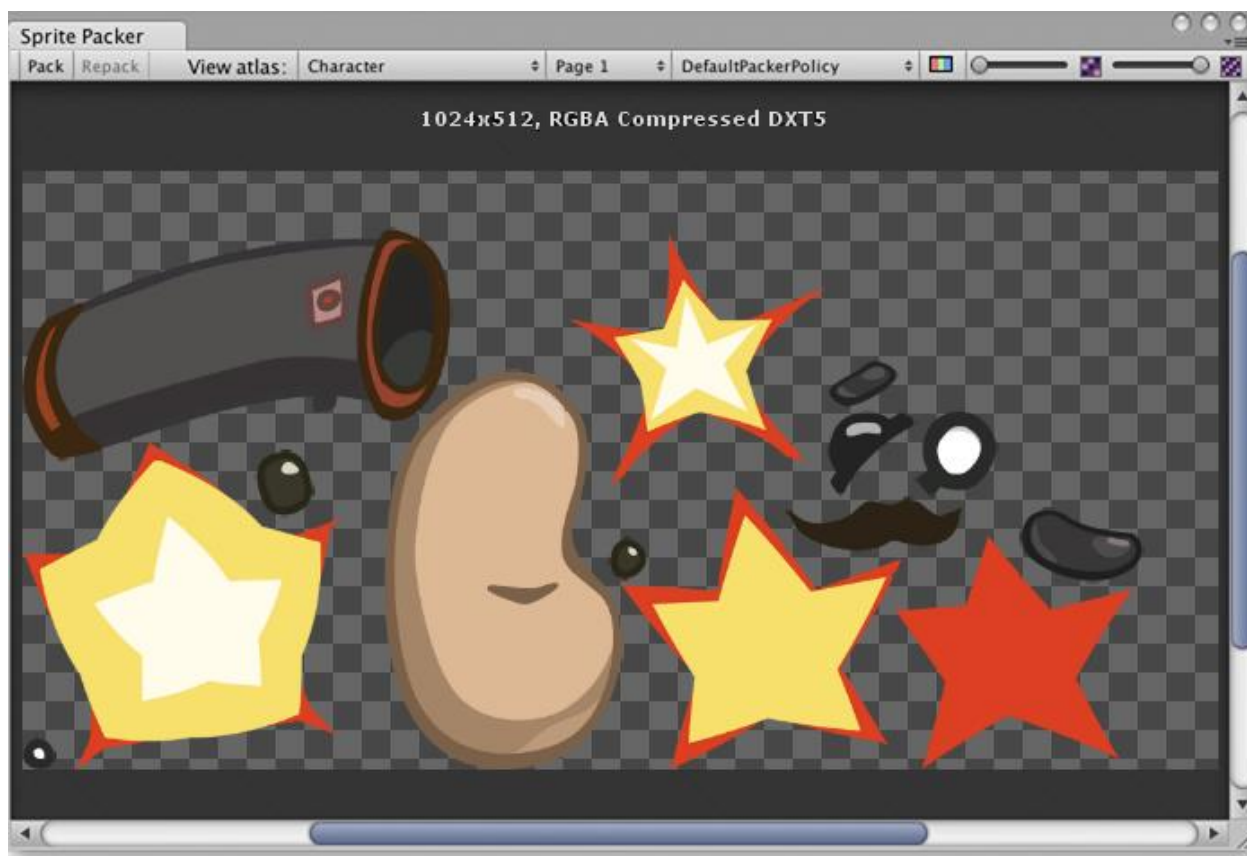 Sprite Packer
Pack Repack View atlas: Character Page 1 DefaultPackerPolicy
1024x512, RGBA Compressed DXT5